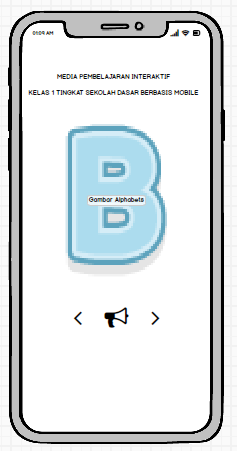 01:09 AM
MEDIA PEMBELAJARAN INTERAKTIF
KELAS 1 TINGKAT SEKOLAH DASAR BERBASIS MOBILE
B
Gambar Alphabets